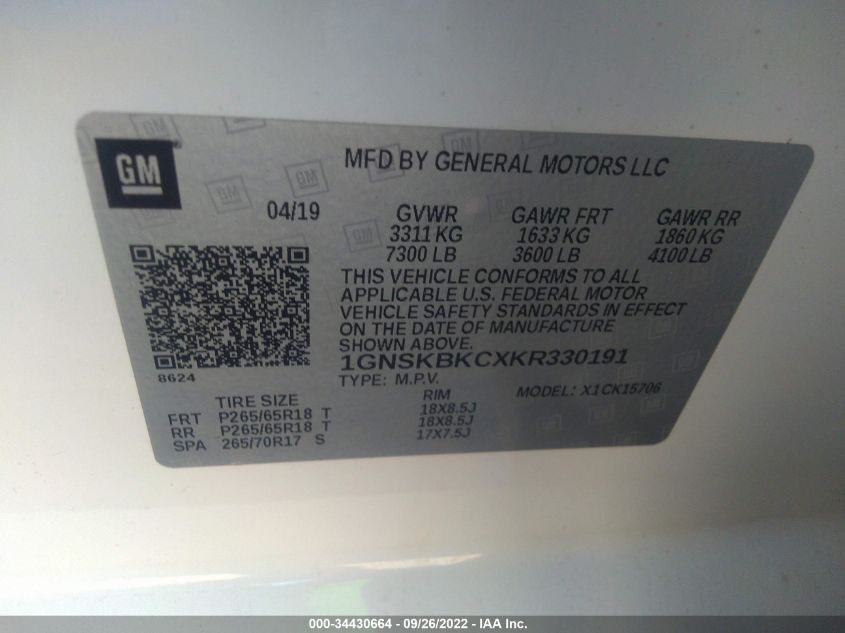 GM
MFD BY GENERAL MOTORS LLC
04/19 GVWR GAWR FRT GAWR RR
3311 KG 1633 KG 1860 KG
7300 LB 3600 LB 4100 LB
THIS VEHICLE CONFORMS TO ALL
APPLICABLE U.S. FEDERAL MOTOR
VEHICLE SAFETY STANDARDS IN EFFECT
ON THE DATE OF MANUFACTURE
SHOWN ABOVE.
1GNSKBKCXKR330191
8624
TYPE: M.P.V. MODEL: X1CK15706
TIRE SIZE RIM
FRT P265/65R18 T 18X8.5J
RR P265/65R18 T 18X8.5J
SPA 265/70R17 S 17X7.5J
000-34430664 - 09/26/2022 - IAA Inc.